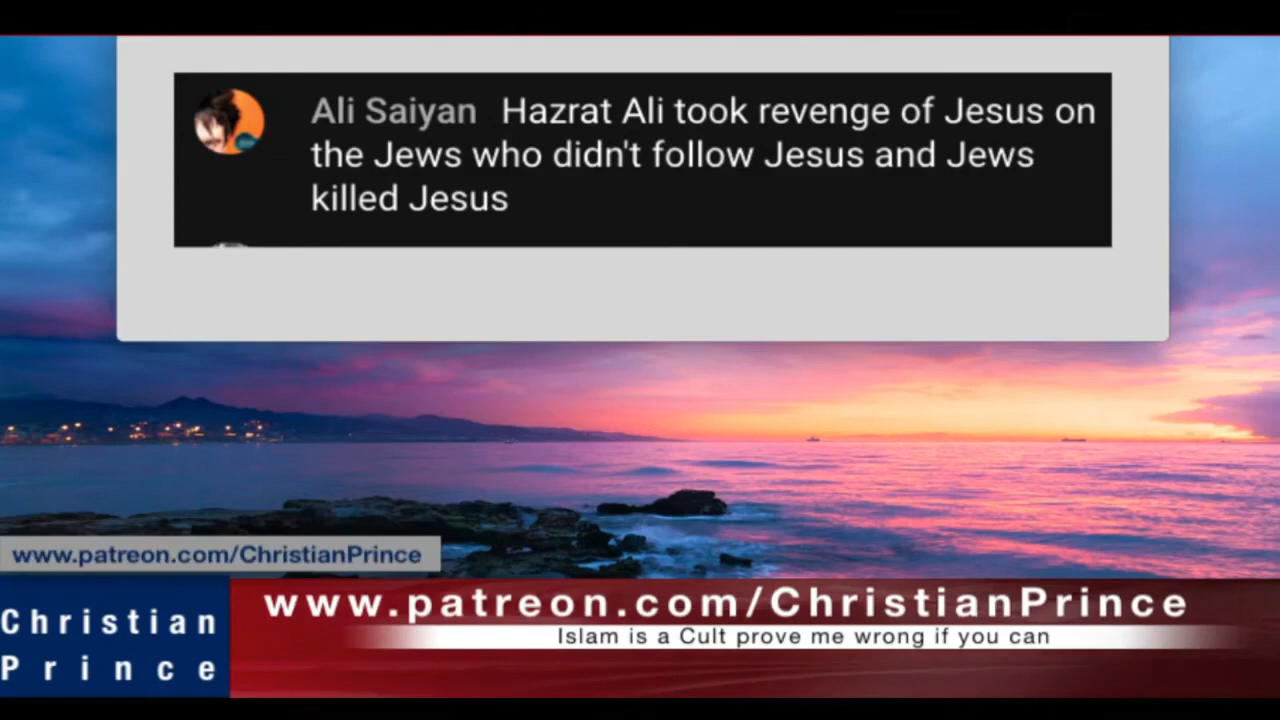 Ali Saiyan Hazrat Ali took revenge of Jesus on
the Jews who didn't follow Jesus and Jews
killed Jesus
www.patreon.com/ChristianPrince
www.patreon.com/ChristianPrince
Islam is a Cult prove me wrong if you can
Christian
Prince